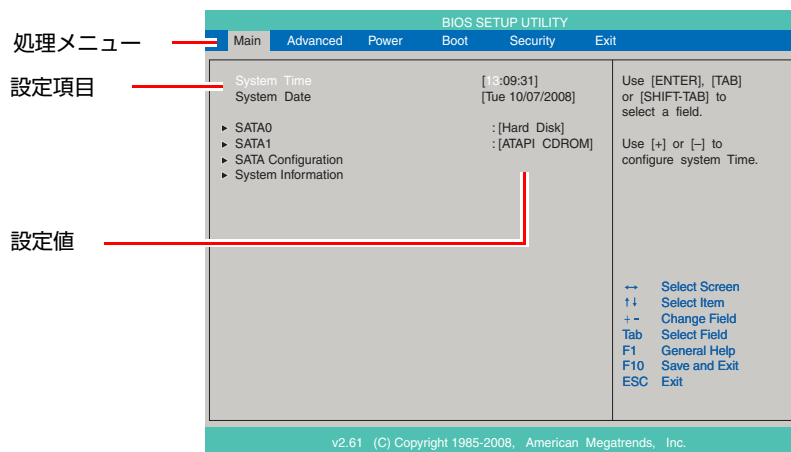 BIOS SETUP UTILITY
処理メニュー
Main Advanced Power Boot Security Exit
設定項目
System Time [13:09:31]
System Date [Tue 10/07/2008]
▸ SATA0 : [Hard Disk]
▸ SATA1 : [ATAPI CDROM]
▸ SATA Configuration
▸ System Information
設定値
Use [ENTER], [TAB]
or [SHIFT-TAB] to
select a field.
Use [+] or [–] to
configure system Time.
↔ Select Screen
↑↓ Select Item
+- Change Field
Tab Select Field
F1 General Help
F10 Save and Exit
ESC Exit
v2.61 (C) Copyright 1985-2008, American Megatrends, Inc.